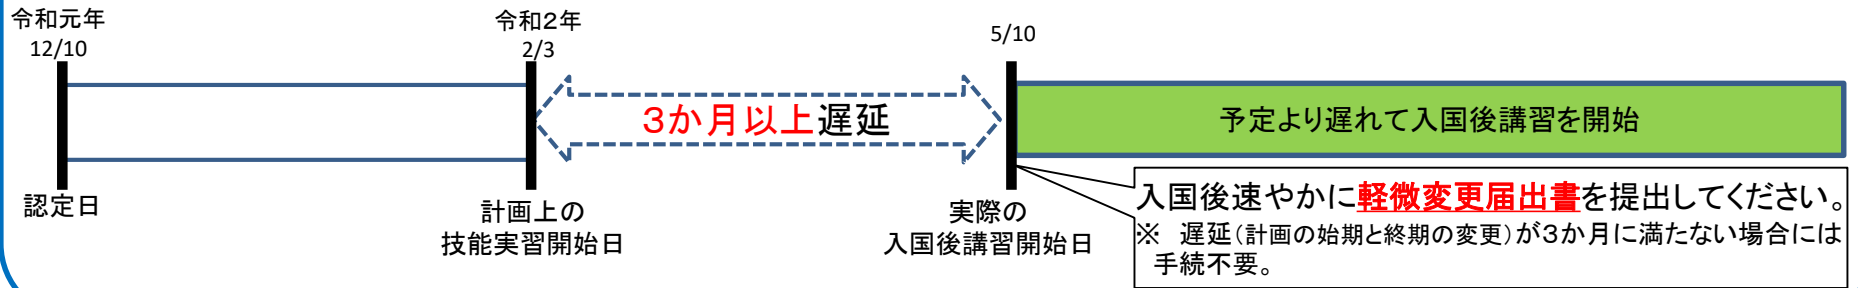 令和元年
12/10
令和2年
2/3
5/10
3か月以上遅延
予定より遅れて入国後講習を開始
認定日
計画上の
技能実習開始日
実際の
入国後講習開始日
入国後速やかに軽微変更届出書を提出してください。
※　遅延(計画の始期と終期の変更)が3か月に満たない場合には
手続不要。